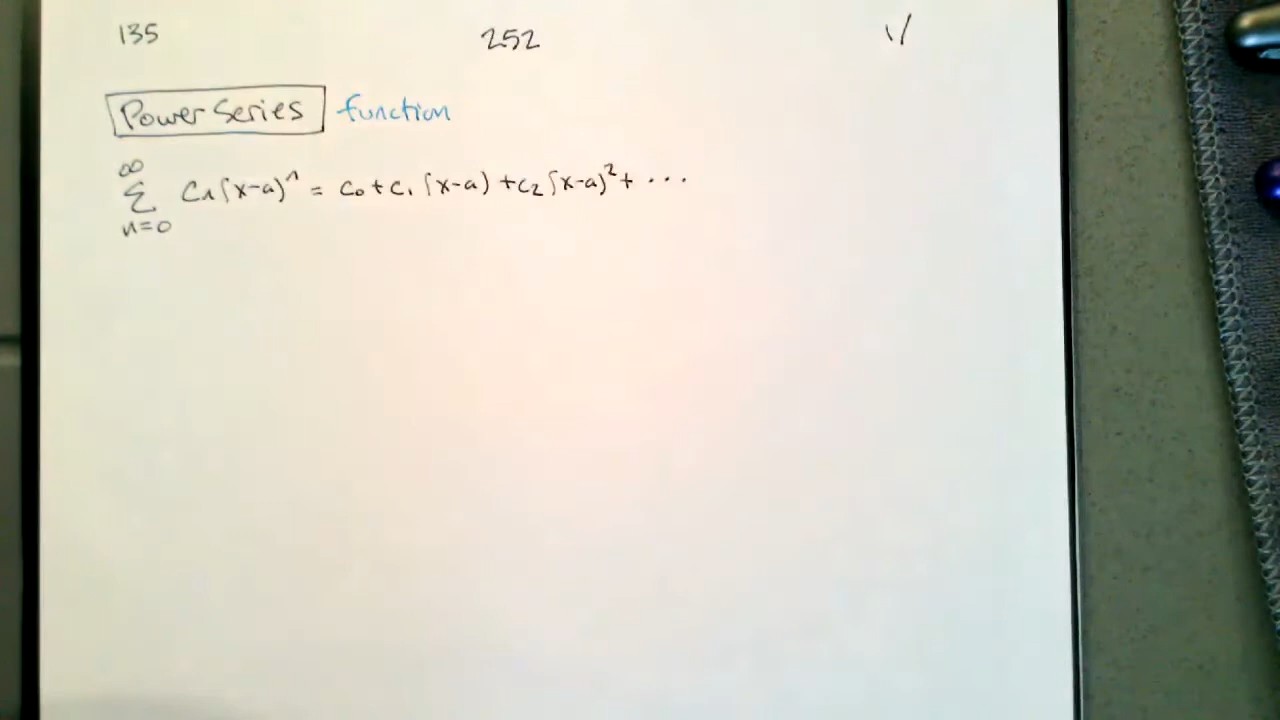 135 252 1/
Power Series function
∞
Σ cₙ(x-a)ⁿ = c₀ + c₁(x-a) + c₂(x-a)² + ...
n=0